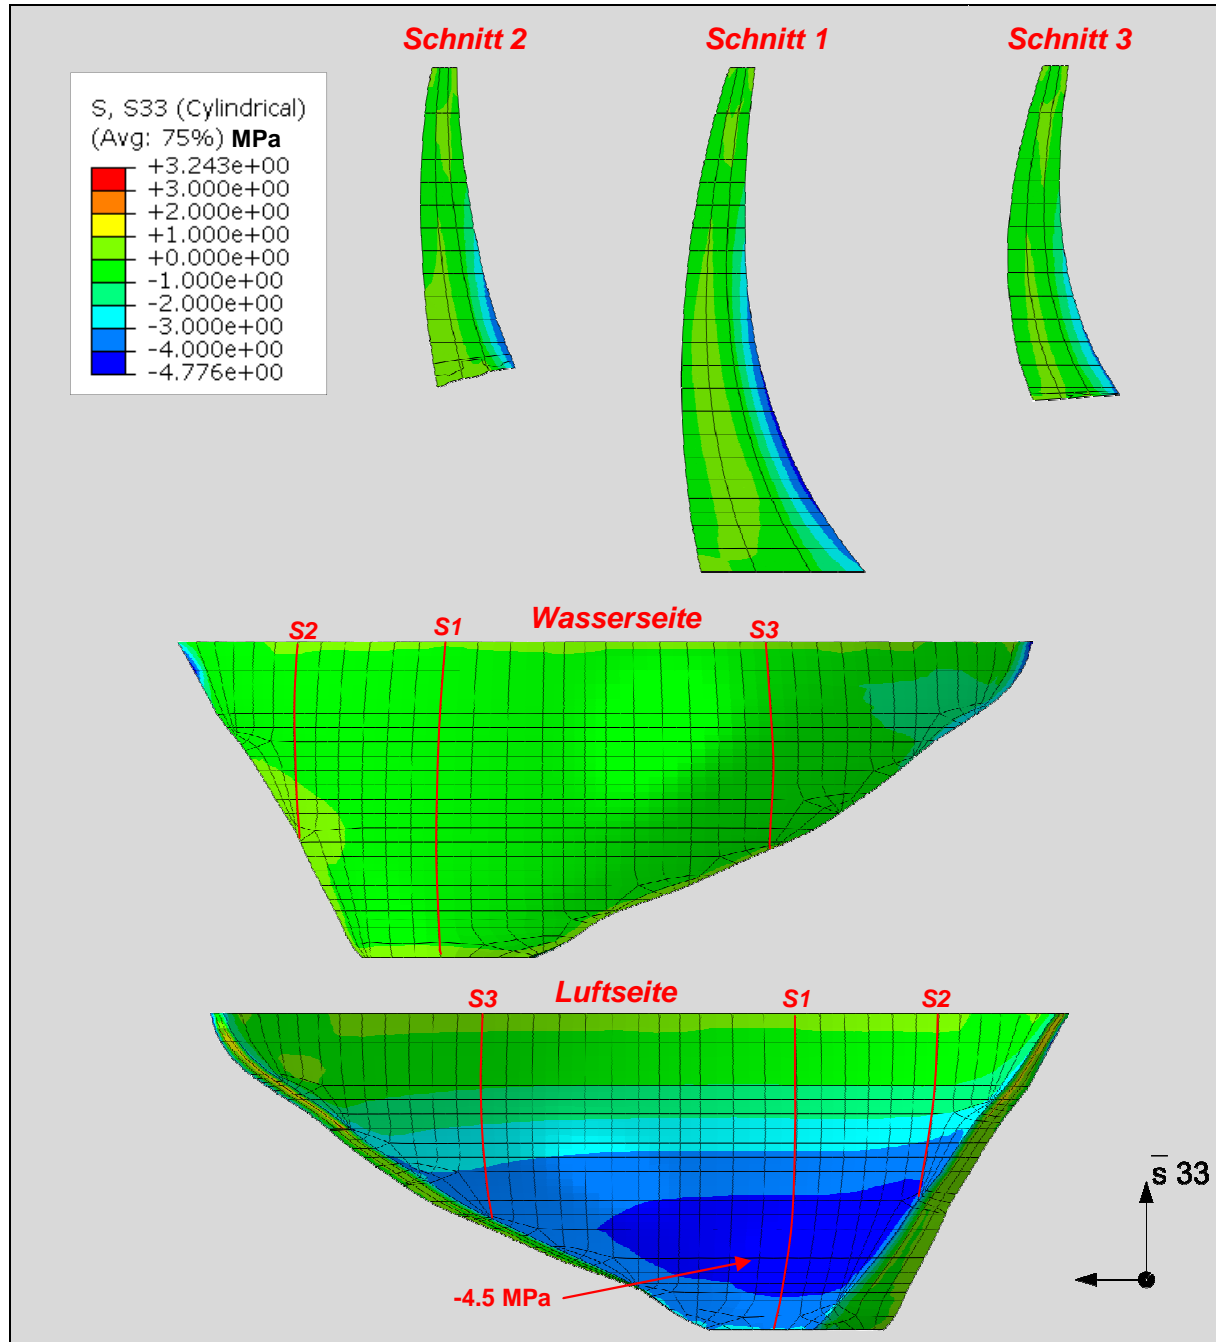 Schnitt 2
Schnitt 1
Schnitt 3
S, S33 (Cylindrical)
(Avg: 75%) MPa
+3.243e+00
+3.000e+00
+2.000e+00
+1.000e+00
+0.000e+00
-1.000e+00
-2.000e+00
-3.000e+00
-4.000e+00
-4.776e+00
S2
S1
Wasserseite
S3
S3
Luftseite
S1
S2
s 33
-4.5 MPa